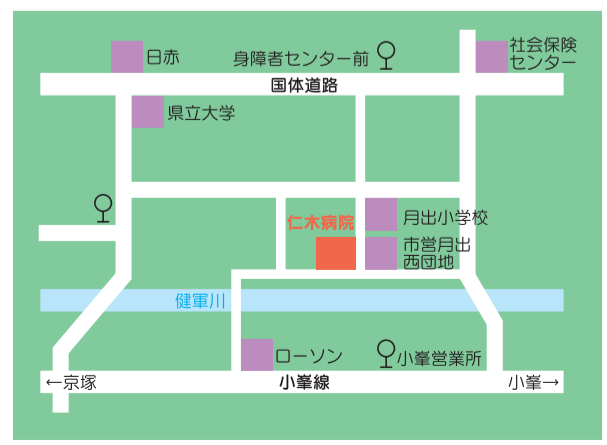 日赤
身障者センター前
社会保険
センター
国体道路
県立大学
仁木病院
月出小学校
市営月出
西団地
健軍川
ローソン
小峯営業所
←京塚
小峯線
小峯→